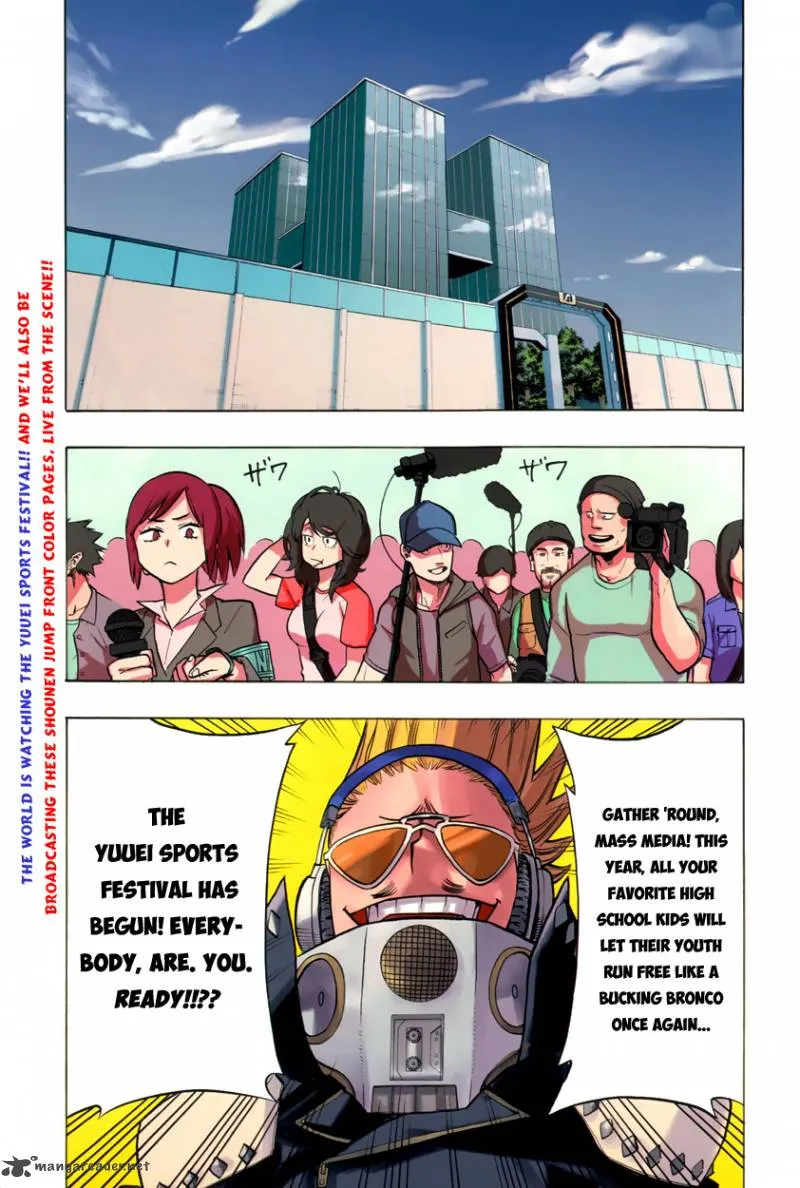 THE WORLD IS WATCHING THE YUUEI SPORTS FESTIVAL!! AND WE'LL ALSO BE
BROADCASTING THESE SHOUNEN JUMP FRONT COLOR PAGES, LIVE FROM THE SCENE!!
ザワ
ザワ
GATHER 'ROUND,
MASS MEDIA! THIS
YEAR, ALL YOUR
FAVORITE HIGH
SCHOOL KIDS WILL
LET THEIR YOUTH
RUN FREE LIKE A
BUCKING BRONCO
ONCE AGAIN...
THE
YUUEI SPORTS
FESTIVAL HAS
BEGUN! EVERY-
BODY, ARE. YOU.
READY!!??
mangareader.net